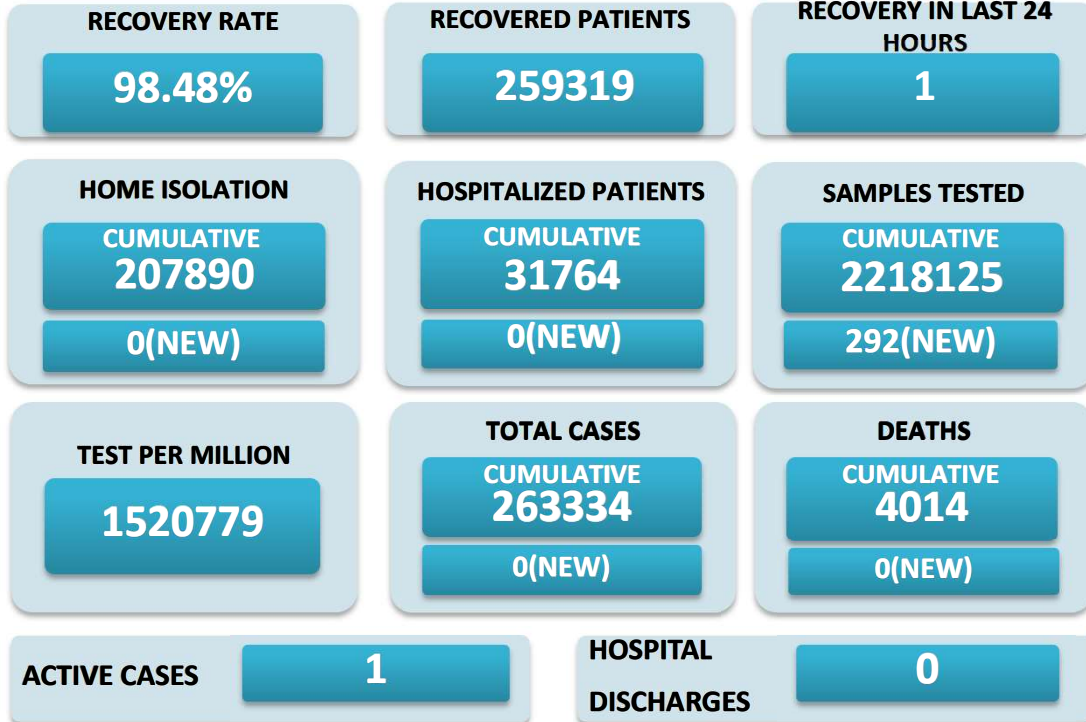 RECOVERY RATE
98.48%
RECOVERED PATIENTS
259319
RECOVERY IN LAST 24
HOURS
1
HOME ISOLATION
CUMULATIVE
207890
0(NEW)
HOSPITALIZED PATIENTS
CUMULATIVE
31764
0(NEW)
SAMPLES TESTED
CUMULATIVE
2218125
292(NEW)
TEST PER MILLION
1520779
TOTAL CASES
CUMULATIVE
263334
0(NEW)
DEATHS
CUMULATIVE
4014
0(NEW)
ACTIVE CASES
1
HOSPITAL
DISCHARGES
0